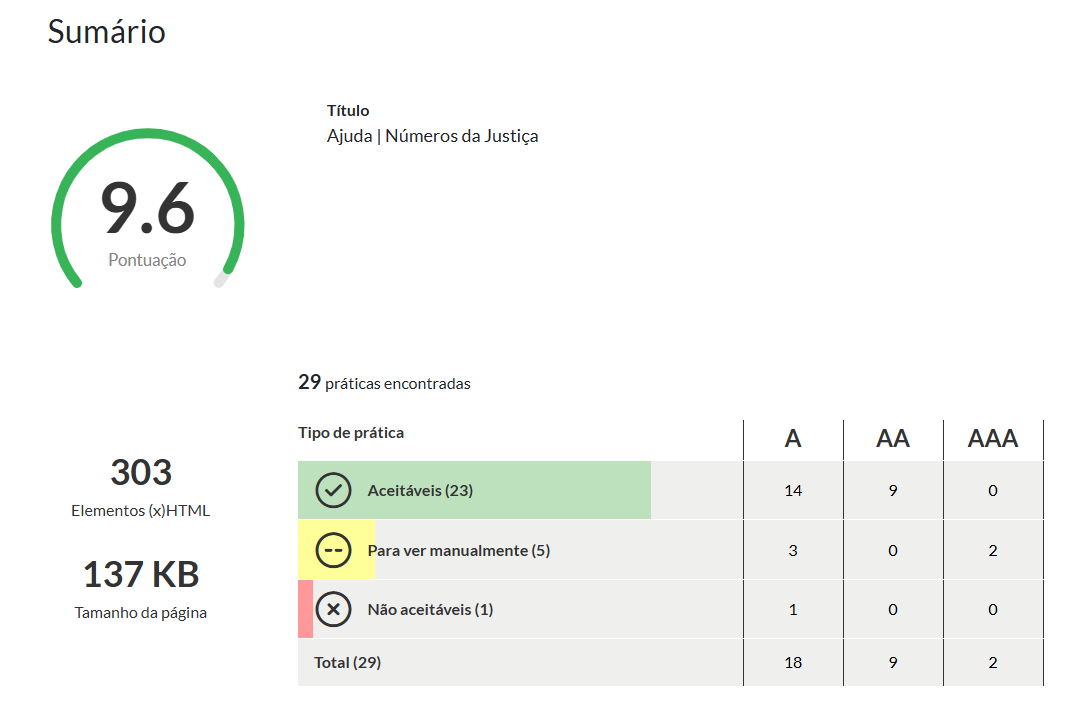 Sumário
9.6
Pontuação
Título
Ajuda | Números da Justiça
303
Elementos (x)HTML
137 KB
Tamanho da página
29 práticas encontradas
Tipo de prática A AA AAA
Aceitáveis (23) 14 9 0
Para ver manualmente (5) 3 0 2
Não aceitáveis (1) 1 0 0
Total (29) 18 9 2